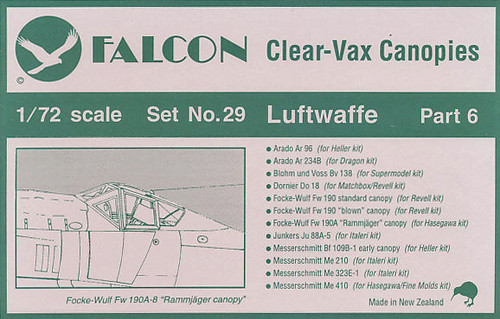 FALCON Clear-Vax Canopies
©
1/72 scale Set No.29 Luftwaffe Part 6
• Arado Ar 96 (for Heller kit)
• Arado Ar 234B (for Dragon kit)
• Blohm und Voss Bv 138 (for Supermodel kit)
• Dornier Do 18 (for Matchbox/Revell kit)
• Focke-Wulf Fw 190 standard canopy (for Revell kit)
• Focke-Wulf Fw 190 "blown" canopy (for Revell kit)
• Focke-Wulf Fw 190A "Rammjäger" canopy (for Hasegawa kit)
• Junkers Ju 88A-5 (for Italeri kit)
• Messerschmitt Bf 109B-1 early canopy (for Heller kit)
• Messerschmitt Me 210 (for Italeri kit)
• Messerschmitt Me 323E-1 (for Italeri kit)
• Messerschmitt Me 410 (for Hasegawa/Fine Molds kit)
Made in New Zealand
Focke-Wulf Fw 190A-8 "Rammjäger canopy"